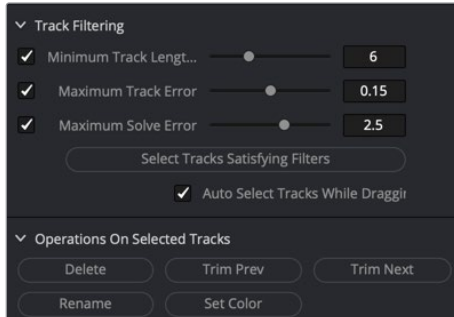 Track Filtering
Minimum Track Lengt... 6
Maximum Track Error 0.15
Maximum Solve Error 2.5
Select Tracks Satisfying Filters
Auto Select Tracks While Draggin
Operations On Selected Tracks
Delete Trim Prev Trim Next
Rename Set Color